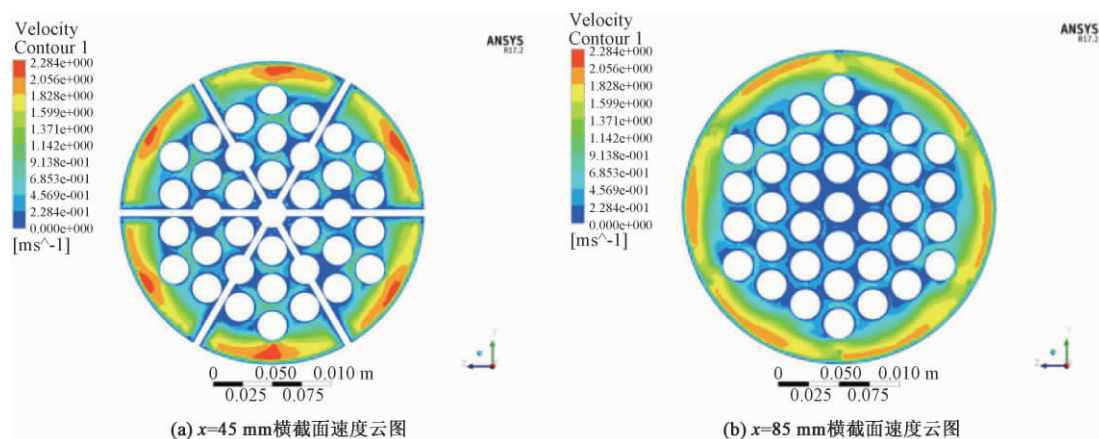 Velocity
Contour 1
2.284e+000
2.056e+000
1.828e+000
1.599e+000
1.371e+000
1.142e+000
9.138e-001
6.853e-001
4.569e-001
2.284e-001
0.000e+000
[ms^-1]
ANSYS
R17.2
0 0.050 0.010 m
0.025 0.075
(a) x=45 mm横截面速度云图
Velocity
Contour 1
2.284e+000
2.056e+000
1.828e+000
1.599e+000
1.371e+000
1.142e+000
9.138e-001
6.853e-001
4.569e-001
2.284e-001
0.000e+000
[ms^-1]
ANSYS
R17.2
0 0.050 0.010 m
0.025 0.075
(b) x=85 mm横截面速度云图